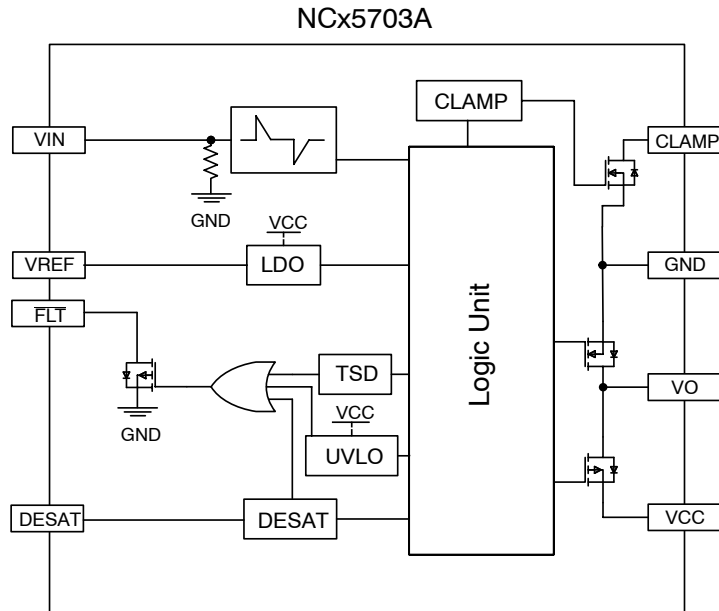 NCx5703A
CLAMP
VIN
CLAMP
GND
VCC
VREF
LDO
GND
FLT
Logic Unit
TSD
VO
VCC
GND
UVLO
DESAT
DESAT
VCC